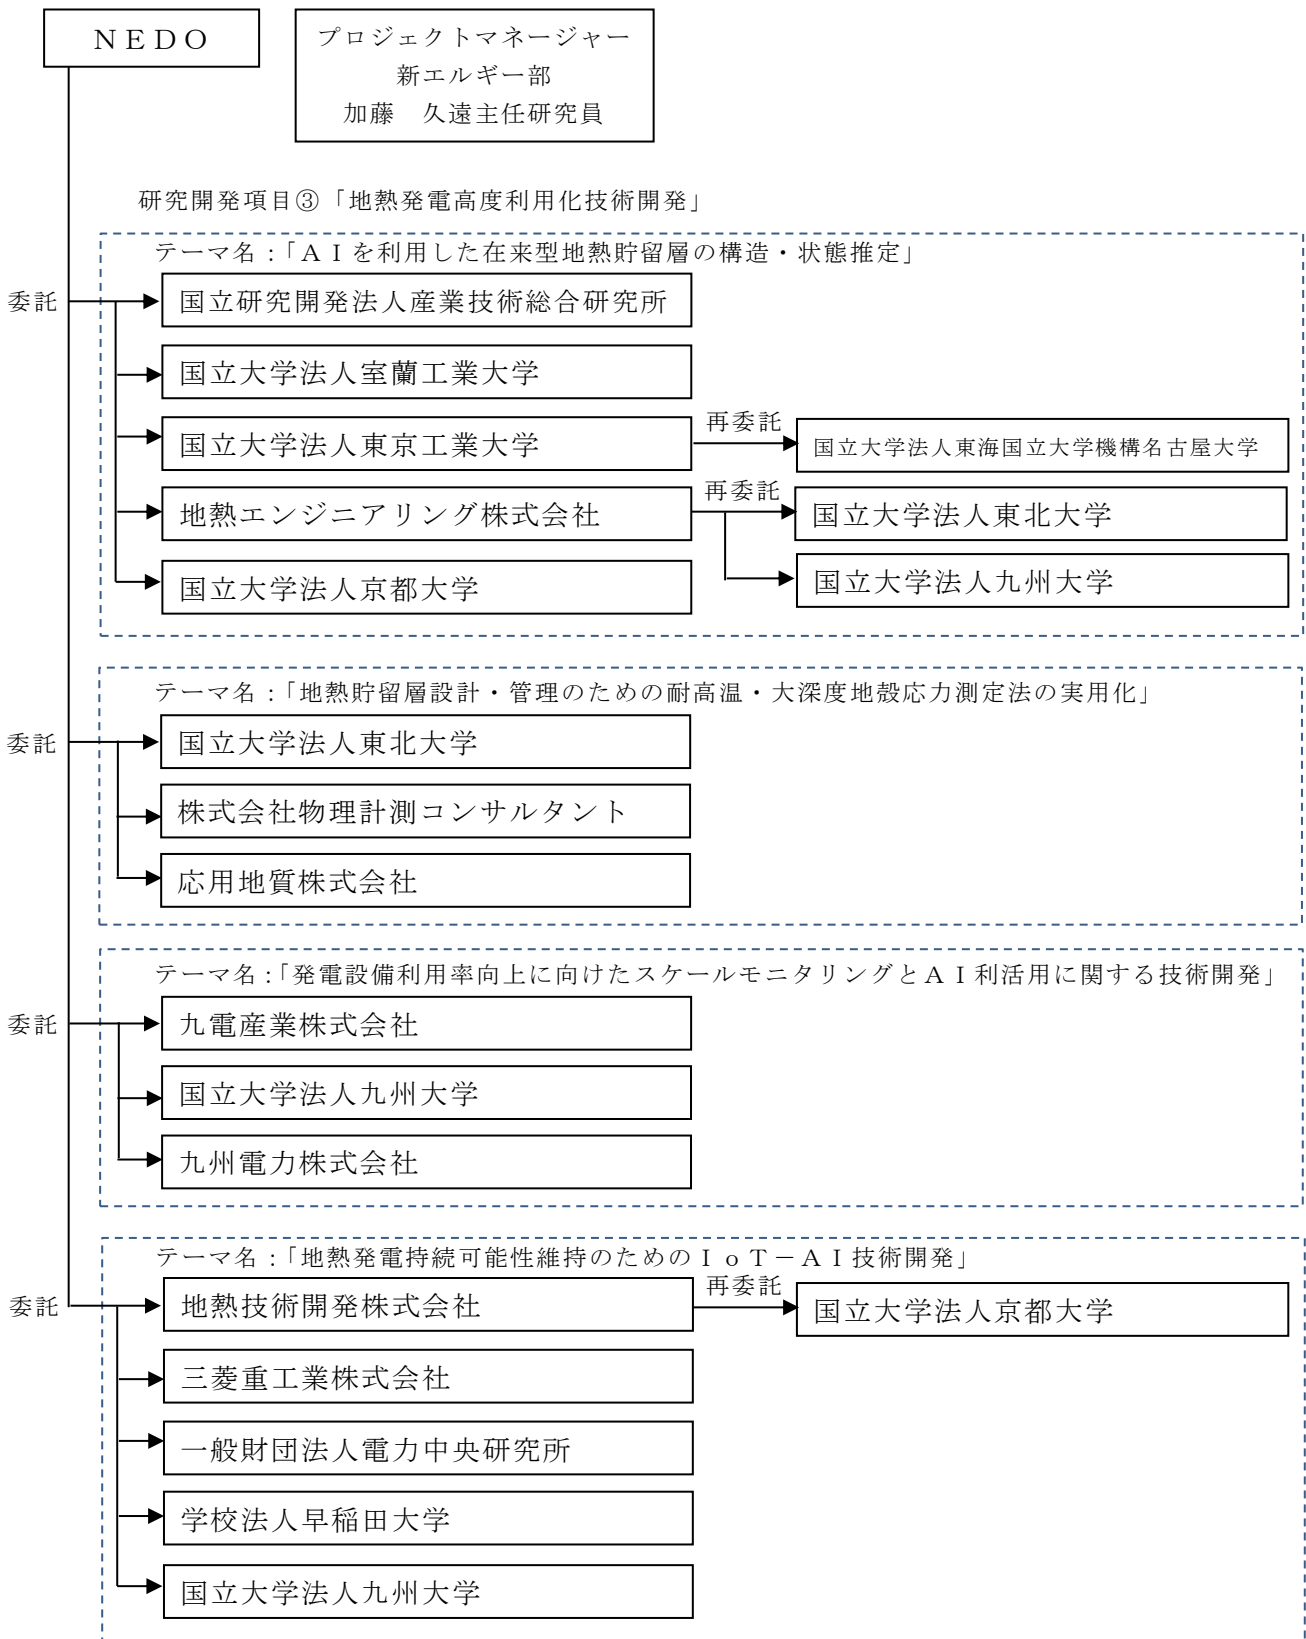 ＮＥＤＯ
プロジェクトマネージャー
新エルギー部
加藤　久遠主任研究員
研究開発項目③「地熱発電高度利用化技術開発」
テーマ名：「ＡＩを利用した在来型地熱貯留層の構造・状態推定」
委託
国立研究開発法人産業技術総合研究所
国立大学法人室蘭工業大学
国立大学法人東京工業大学
再委託
国立大学法人東海国立大学機構名古屋大学
地熱エンジニアリング株式会社
再委託
国立大学法人東北大学
国立大学法人九州大学
国立大学法人京都大学
テーマ名：「地熱貯留層設計・管理のための耐高温・大深度地殻応力測定法の実用化」
委託
国立大学法人東北大学
株式会社物理計測コンサルタント
応用地質株式会社
テーマ名：「発電設備利用率向上に向けたスケールモニタリングとＡＩ利活用に関する技術開発」
委託
九電産業株式会社
国立大学法人九州大学
九州電力株式会社
テーマ名：「地熱発電持続可能性維持のためのＩｏＴ－ＡＩ技術開発」
委託
地熱技術開発株式会社
再委託
国立大学法人京都大学
三菱重工業株式会社
一般財団法人電力中央研究所
学校法人早稲田大学
国立大学法人九州大学